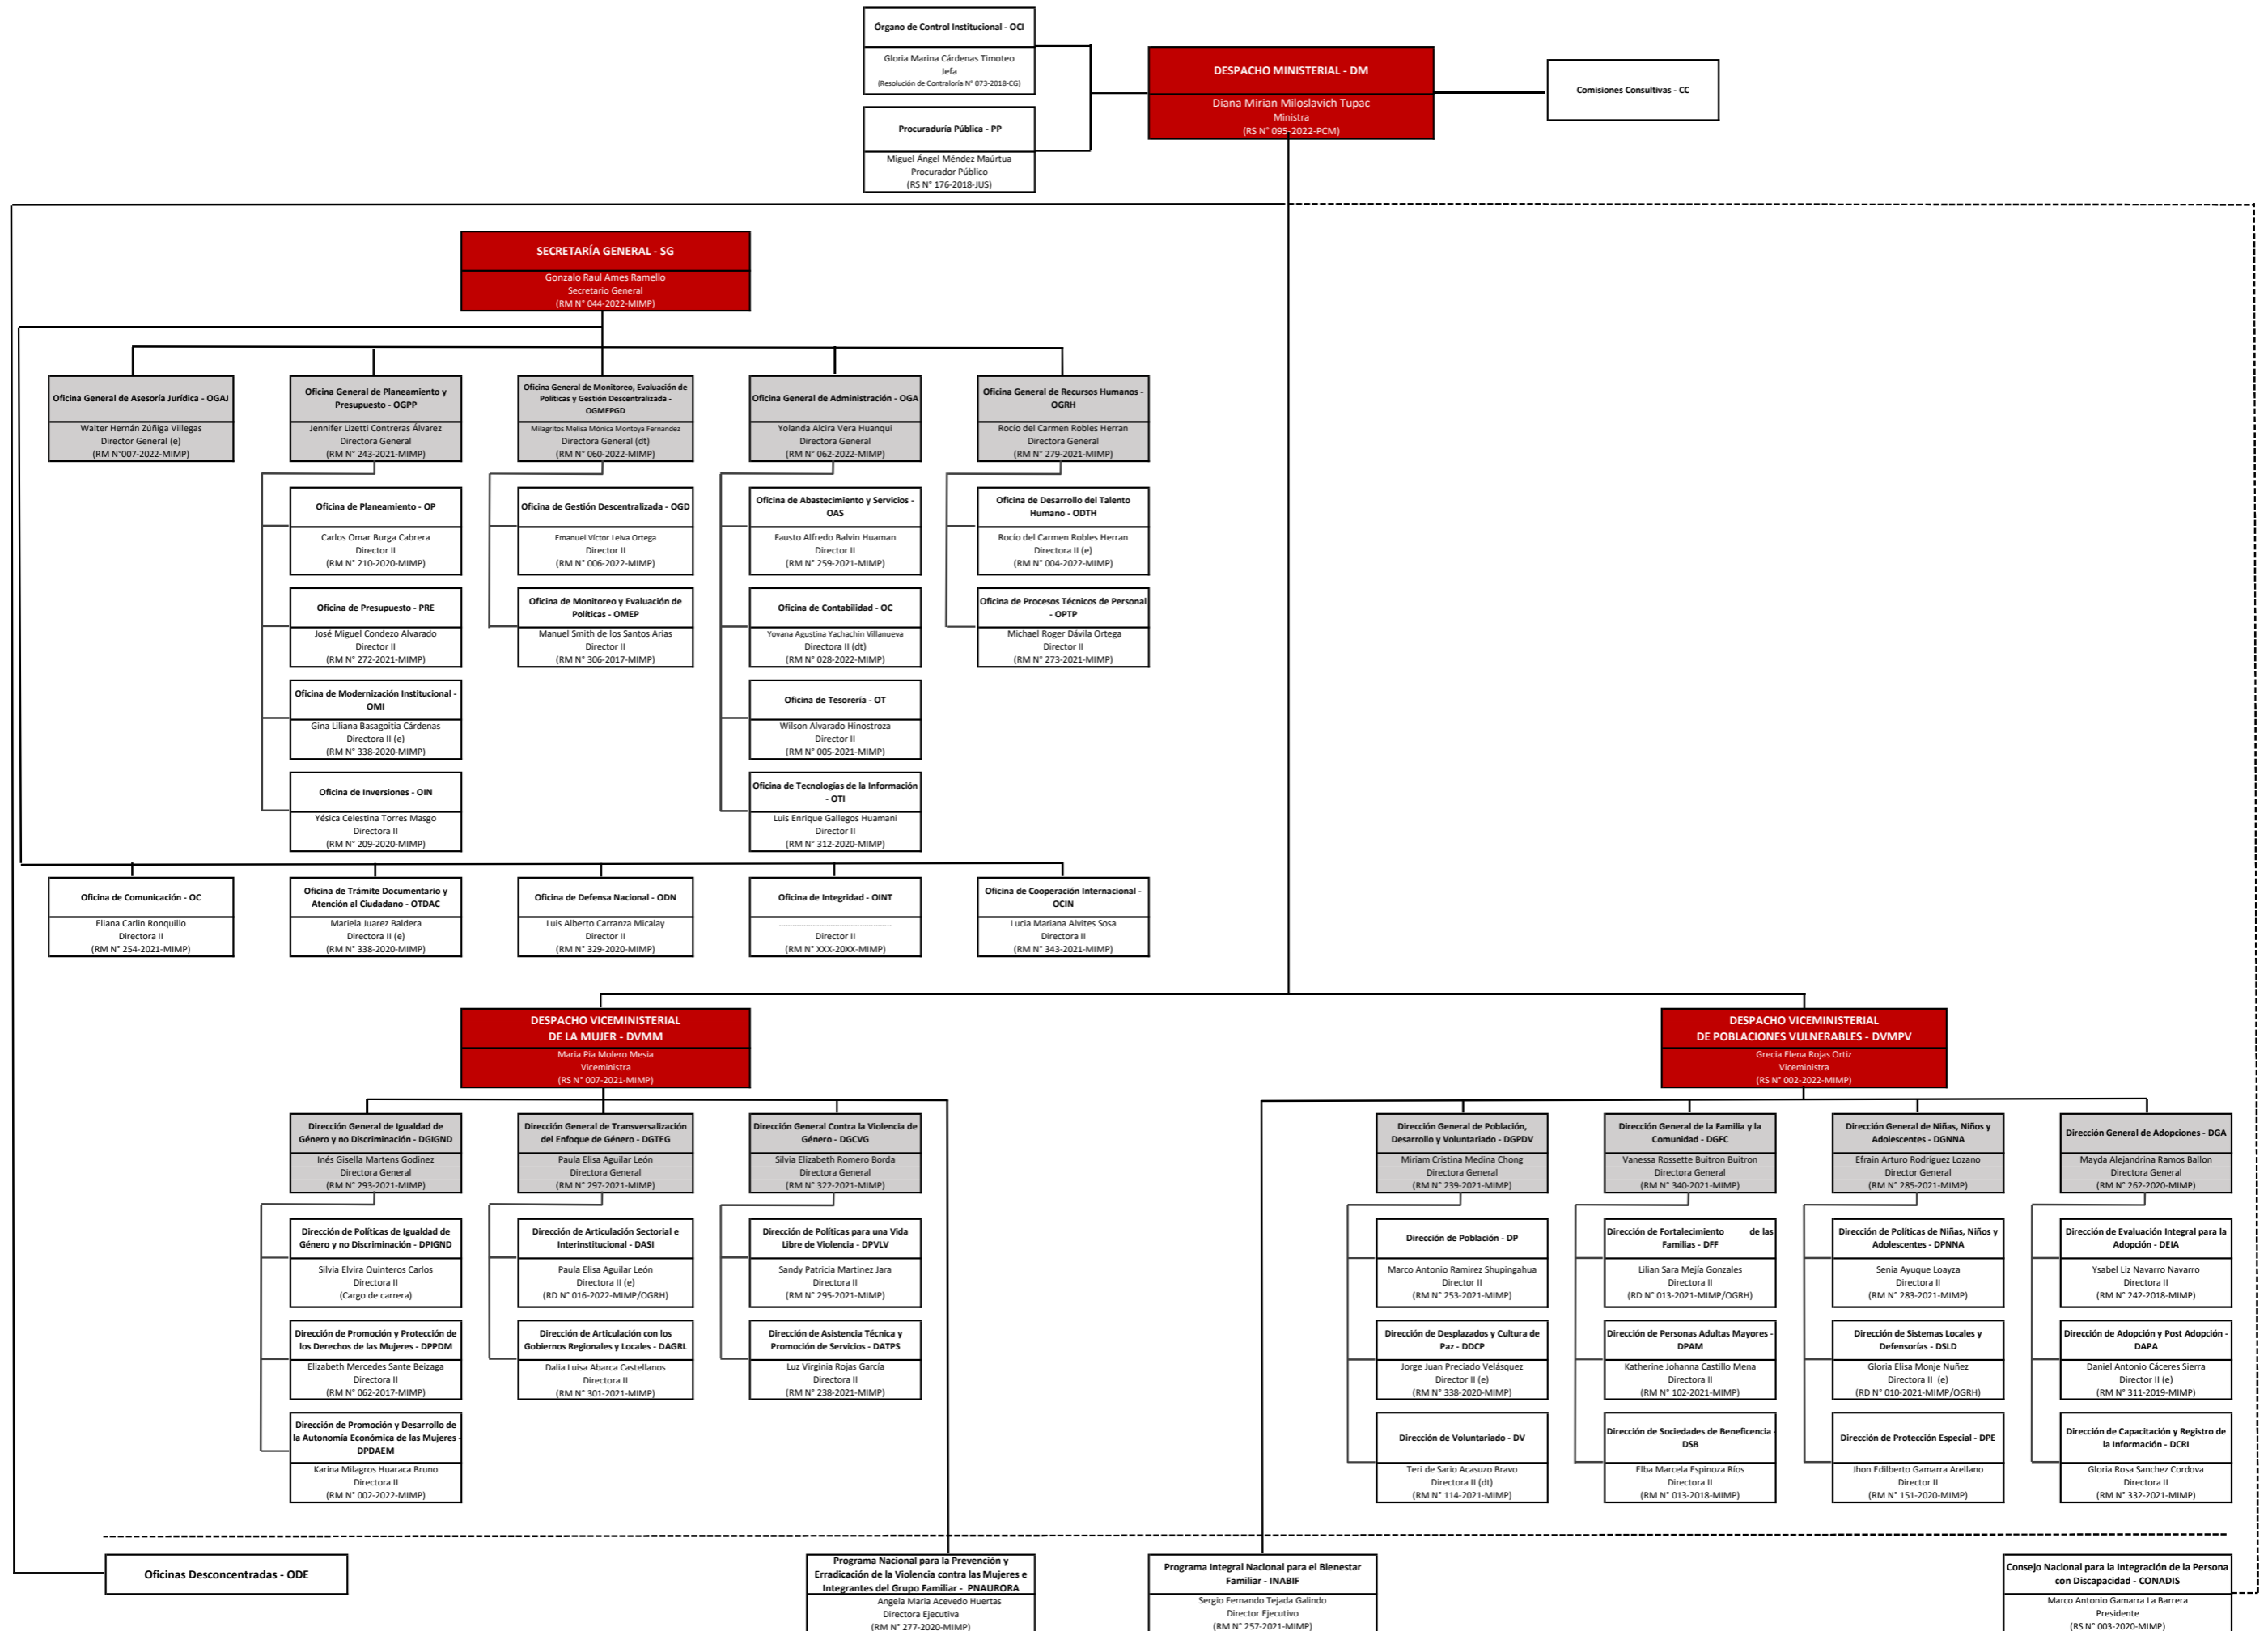 Órgano de Control Institucional - OCI
Gloria Marina Cárdenas Timoteo
Jefa
(Resolución de Contraloría N° 073-2018-CG)
DESPACHO MINISTERIAL - DM
Diana Mirian Miloslavich Tupac
Ministra
(RS N° 095-2022-PCM)
Comisiones Consultivas - CC
Procuraduría Pública - PP
Miguel Ángel Méndez Maúrtua
Procurador Público
(RS N° 176-2018-JUS)
SECRETARÍA GENERAL - SG
Gonzalo Raul Ames Ramello
Secretario General
(RM N° 044-2022-MIMP)
Oficina General de Asesoría Jurídica - OGAJ
Walter Hernán Zúñiga Villegas
Director General (e)
(RM N°007-2022-MIMP)
Oficina General de Planeamiento y
Presupuesto - OGPP
Jennifer Lizetti Contreras Álvarez
Directora General
(RM N° 243-2021-MIMP)
Oficina General de Monitoreo, Evaluación de
Políticas y Gestión Descentralizada -
OGMEPGD
Milagritos Melisa Mónica Montoya Fernandez
Directora General (dt)
(RM N° 060-2022-MIMP)
Oficina General de Administración - OGA
Yolanda Alcira Vera Huanqui
Directora General
(RM N° 062-2022-MIMP)
Oficina General de Recursos Humanos -
OGRH
Rocío del Carmen Robles Herran
Directora General
(RM N° 279-2021-MIMP)
Oficina de Planeamiento - OP
Carlos Omar Burga Cabrera
Director II
(RM N° 210-2020-MIMP)
Oficina de Gestión Descentralizada - OGD
Emanuel Víctor Leiva Ortega
Director II
(RM N° 006-2022-MIMP)
Oficina de Abastecimiento y Servicios -
OAS
Fausto Alfredo Balvin Huaman
Director II
(RM N° 259-2021-MIMP)
Oficina de Desarrollo del Talento
Humano - ODTH
Rocío del Carmen Robles Herran
Directora II (e)
(RM N° 004-2022-MIMP)
Oficina de Presupuesto - PRE
José Miguel Condezo Alvarado
Director II
(RM N° 272-2021-MIMP)
Oficina de Monitoreo y Evaluación de
Políticas - OMEP
Manuel Smith de los Santos Arias
Director II
(RM N° 306-2017-MIMP)
Oficina de Contabilidad - OC
Yovana Agustina Yachachin Villanueva
Directora II (dt)
(RM N° 028-2022-MIMP)
Oficina de Procesos Técnicos de Personal
- OPTP
Michael Roger Dávila Ortega
Director II
(RM N° 273-2021-MIMP)
Oficina de Modernización Institucional -
OMI
Gina Liliana Basagoitia Cárdenas
Directora II (e)
(RM N° 338-2020-MIMP)
Oficina de Tesorería - OT
Wilson Alvarado Hinostroza
Director II
(RM N° 005-2021-MIMP)
Oficina de Inversiones - OIN
Yésica Celestina Torres Masgo
Directora II
(RM N° 209-2020-MIMP)
Oficina de Tecnologías de la Información
- OTI
Luis Enrique Gallegos Huamani
Director II
(RM N° 312-2020-MIMP)
Oficina de Comunicación - OC
Eliana Carlin Ronquillo
Directora II
(RM N° 254-2021-MIMP)
Oficina de Trámite Documentario y
Atención al Ciudadano - OTDAC
Mariela Juarez Baldera
Directora II (e)
(RM N° 338-2020-MIMP)
Oficina de Defensa Nacional - ODN
Luis Alberto Carranza Micalay
Director II
(RM N° 329-2020-MIMP)
Oficina de Integridad - OINT
Director II
(RM N° XXX-20XX-MIMP)
Oficina de Cooperación Internacional -
OCIN
Lucia Mariana Alvites Sosa
Directora II
(RM N° 343-2021-MIMP)
DESPACHO VICEMINISTERIAL
DE LA MUJER - DVMM
Maria Pia Molero Mesia
Viceministra
(RS N° 007-2021-MIMP)
DESPACHO VICEMINISTERIAL
DE POBLACIONES VULNERABLES - DVMPV
Grecia Elena Rojas Ortiz
Viceministra
(RS N° 002-2022-MIMP)
Dirección General de Igualdad de
Género y no Discriminación - DGIGND
Inés Gisella Martens Godinez
Directora General
(RM N° 293-2021-MIMP)
Dirección General de Transversalización
del Enfoque de Género - DGTEG
Paula Elisa Aguilar León
Directora General
(RM N° 297-2021-MIMP)
Dirección General Contra la Violencia de
Género - DGCVG
Silvia Elizabeth Romero Borda
Directora General
(RM N° 322-2021-MIMP)
Dirección General de Población,
Desarrollo y Voluntariado - DGPDV
Miriam Cristina Medina Chong
Directora General
(RM N° 239-2021-MIMP)
Dirección General de la Familia y la
Comunidad - DGFC
Vanessa Rossette Buitron Buitron
Directora General
(RM N° 340-2021-MIMP)
Dirección General de Niñas, Niños y
Adolescentes - DGNNA
Efrain Arturo Rodríguez Lozano
Director General
(RM N° 285-2021-MIMP)
Dirección General de Adopciones - DGA
Mayda Alejandrina Ramos Ballon
Directora General
(RM N° 262-2020-MIMP)
Dirección de Políticas de Igualdad de
Género y no Discriminación - DPIGND
Silvia Elvira Quinteros Carlos
Directora II
(Cargo de carrera)
Dirección de Articulación Sectorial e
Interinstitucional - DASI
Paula Elisa Aguilar León
Directora II (e)
(RD N° 016-2022-MIMP/OGRH)
Dirección de Políticas para una Vida
Libre de Violencia - DPVLV
Sandy Patricia Martinez Jara
Directora II
(RM N° 295-2021-MIMP)
Dirección de Población - DP
Marco Antonio Ramirez Shupingahua
Director II
(RM N° 253-2021-MIMP)
Dirección de Fortalecimiento de las
Familias - DFF
Lilian Sara Mejía Gonzales
Directora II
(RD N° 013-2021-MIMP/OGRH)
Dirección de Políticas de Niñas, Niños y
Adolescentes - DPNNA
Senia Ayuque Loayza
Directora II
(RM N° 283-2021-MIMP)
Dirección de Evaluación Integral para la
Adopción - DEIA
Ysabel Liz Navarro Navarro
Directora II
(RM N° 242-2018-MIMP)
Dirección de Promoción y Protección de
los Derechos de las Mujeres - DPPDM
Elizabeth Mercedes Sante Beizaga
Directora II
(RM N° 062-2017-MIMP)
Dirección de Articulación con los
Gobiernos Regionales y Locales - DAGRL
Dalia Luisa Abarca Castellanos
Directora II
(RM N° 301-2021-MIMP)
Dirección de Asistencia Técnica y
Promoción de Servicios - DATPS
Luz Virginia Rojas García
Directora II
(RM N° 238-2021-MIMP)
Dirección de Desplazados y Cultura de
Paz - DDCP
Jorge Juan Preciado Velásquez
Director II (e)
(RM N° 338-2020-MIMP)
Dirección de Personas Adultas Mayores -
DPAM
Katherine Johanna Castillo Mena
Directora II
(RM N° 102-2021-MIMP)
Dirección de Sistemas Locales y
Defensorías - DSLD
Gloria Elisa Monje Nuñez
Directora II (e)
(RD N° 010-2021-MIMP/OGRH)
Dirección de Adopción y Post Adopción -
DAPA
Daniel Antonio Cáceres Sierra
Director II (e)
(RM N° 311-2019-MIMP)
Dirección de Promoción y Desarrollo de
la Autonomía Económica de las Mujeres -
DPDAEM
Karina Milagros Huaraca Bruno
Directora II
(RM N° 002-2022-MIMP)
Dirección de Voluntariado - DV
Teri de Sario Acasuzo Bravo
Directora II (dt)
(RM N° 114-2021-MIMP)
Dirección de Sociedades de Beneficencia -
DSB
Elba Marcela Espinoza Ríos
Directora II
(RM N° 013-2018-MIMP)
Dirección de Protección Especial - DPE
Jhon Edilberto Gamarra Arellano
Director II
(RM N° 151-2020-MIMP)
Dirección de Capacitación y Registro de
la Información - DCRI
Gloria Rosa Sanchez Cordova
Directora II
(RM N° 332-2021-MIMP)
Oficinas Desconcentradas - ODE
Programa Nacional para la Prevención y
Erradicación de la Violencia contra las Mujeres e
Integrantes del Grupo Familiar - PNAURORA
Angela Maria Acevedo Huertas
Directora Ejecutiva
(RM N° 277-2020-MIMP)
Programa Integral Nacional para el Bienestar
Familiar - INABIF
Sergio Fernando Tejada Galindo
Director Ejecutivo
(RM N° 257-2021-MIMP)
Consejo Nacional para la Integración de la Persona
con Discapacidad - CONADIS
Marco Antonio Gamarra La Barrera
Presidente
(RS N° 003-2020-MIMP)